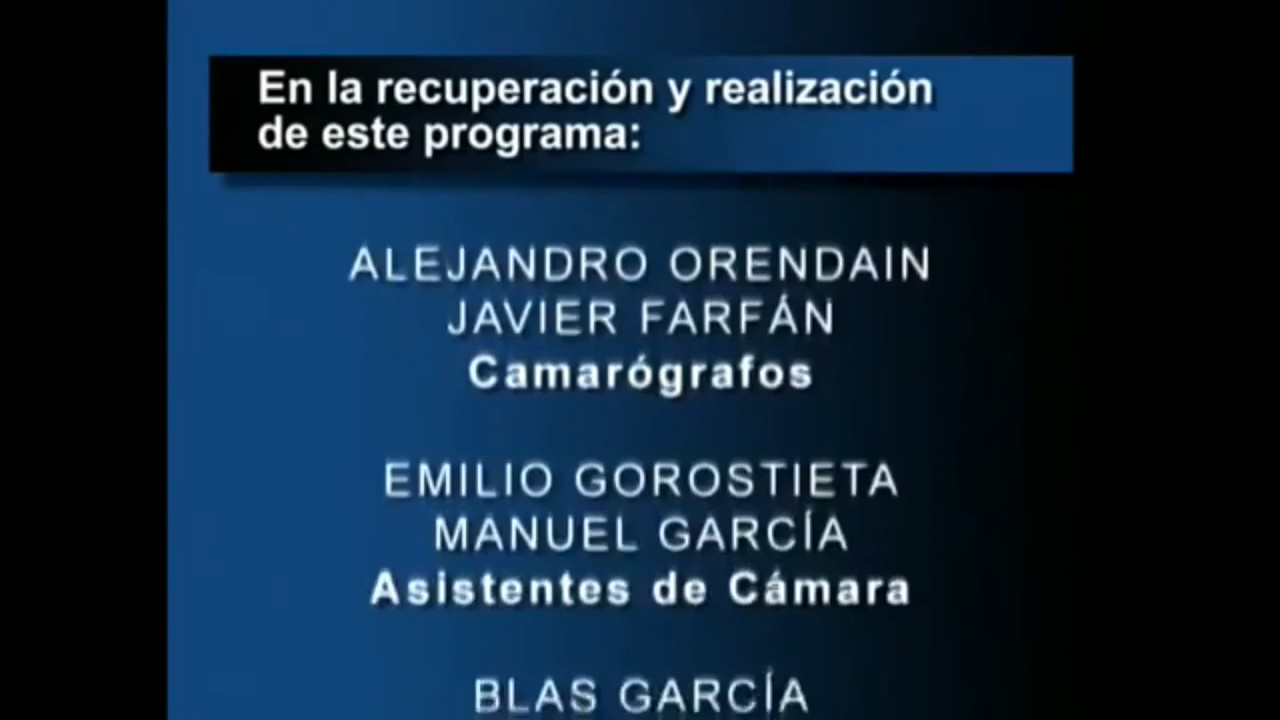 En la recuperación y realización
de este programa:
ALEJANDRO ORENDAIN
JAVIER FARFÁN
Camarógrafos
EMILIO GOROSTIETA
MANUEL GARCÍA
Asistentes de Cámara
BLAS GARCÍA